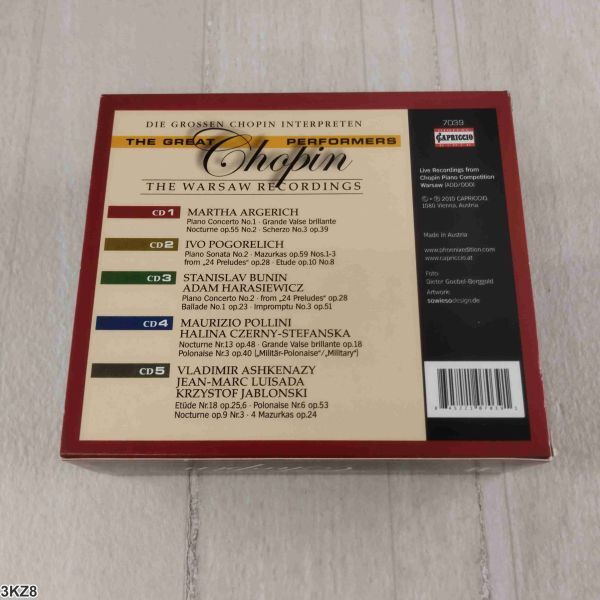 DIE GROSSEN CHOPIN INTERPRETEN
THE GREAT PERFORMERS
Chopin
THE WARSAW RECORDINGS
CD 1 MARTHA ARGERICH
Piano Concerto No.1 · Grande Valse brillante
Nocturne op.55 No.2 · Scherzo No.3 op.39
CD 2 IVO POGORELICH
Piano Sonata No.2 · Mazurkas op.59 Nos.1-3
from „24 Preludes" op.28 · Etude op.10 No.8
CD 3 STANISLAV BUNIN
ADAM HARASIEWICZ
Piano Concerto No.2 · from „24 Preludes" op.28
Ballade No.1 op.23 · Impromptu No.3 op.51
CD 4 MAURIZIO POLLINI
HALINA CZERNY-STEFANSKA
Nocturne Nr.13 op.48 · Grande Valse brillante op.18
Polonaise Nr.3 op.40 [„Militär-Polonaise"/„Military"]
CD 5 VLADIMIR ASHKENAZY
JEAN-MARC LUISADA
KRZYSTOF JABLONSKI
Etüde Nr.18 op.25,6 · Polonaise Nr.6 op.53
Nocturne op.9 Nr.3 · 4 Mazurkas op.24
7039
DIGITAL
CAPRICCIO
Live Recordings from
Chopin Piano Competition
Warsaw (ADD/DDD)
© + ℗ 2010 CAPRICCIO,
1080 Vienna, Austria
Made in Austria
www.phoenixedition.com
www.capriccio.at
Foto:
Dieter Goebel-Berggold
Artwork:
sowiesodesign.de
3KZ8